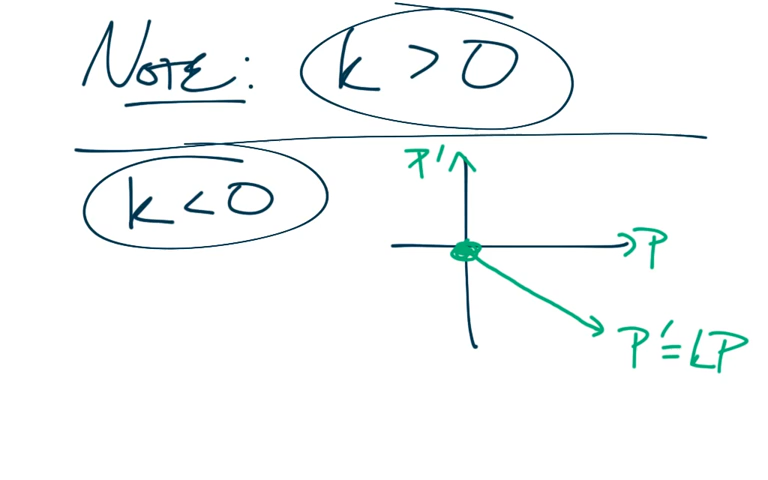 NOTE: k > 0
k < 0
P'
P
P' = kP